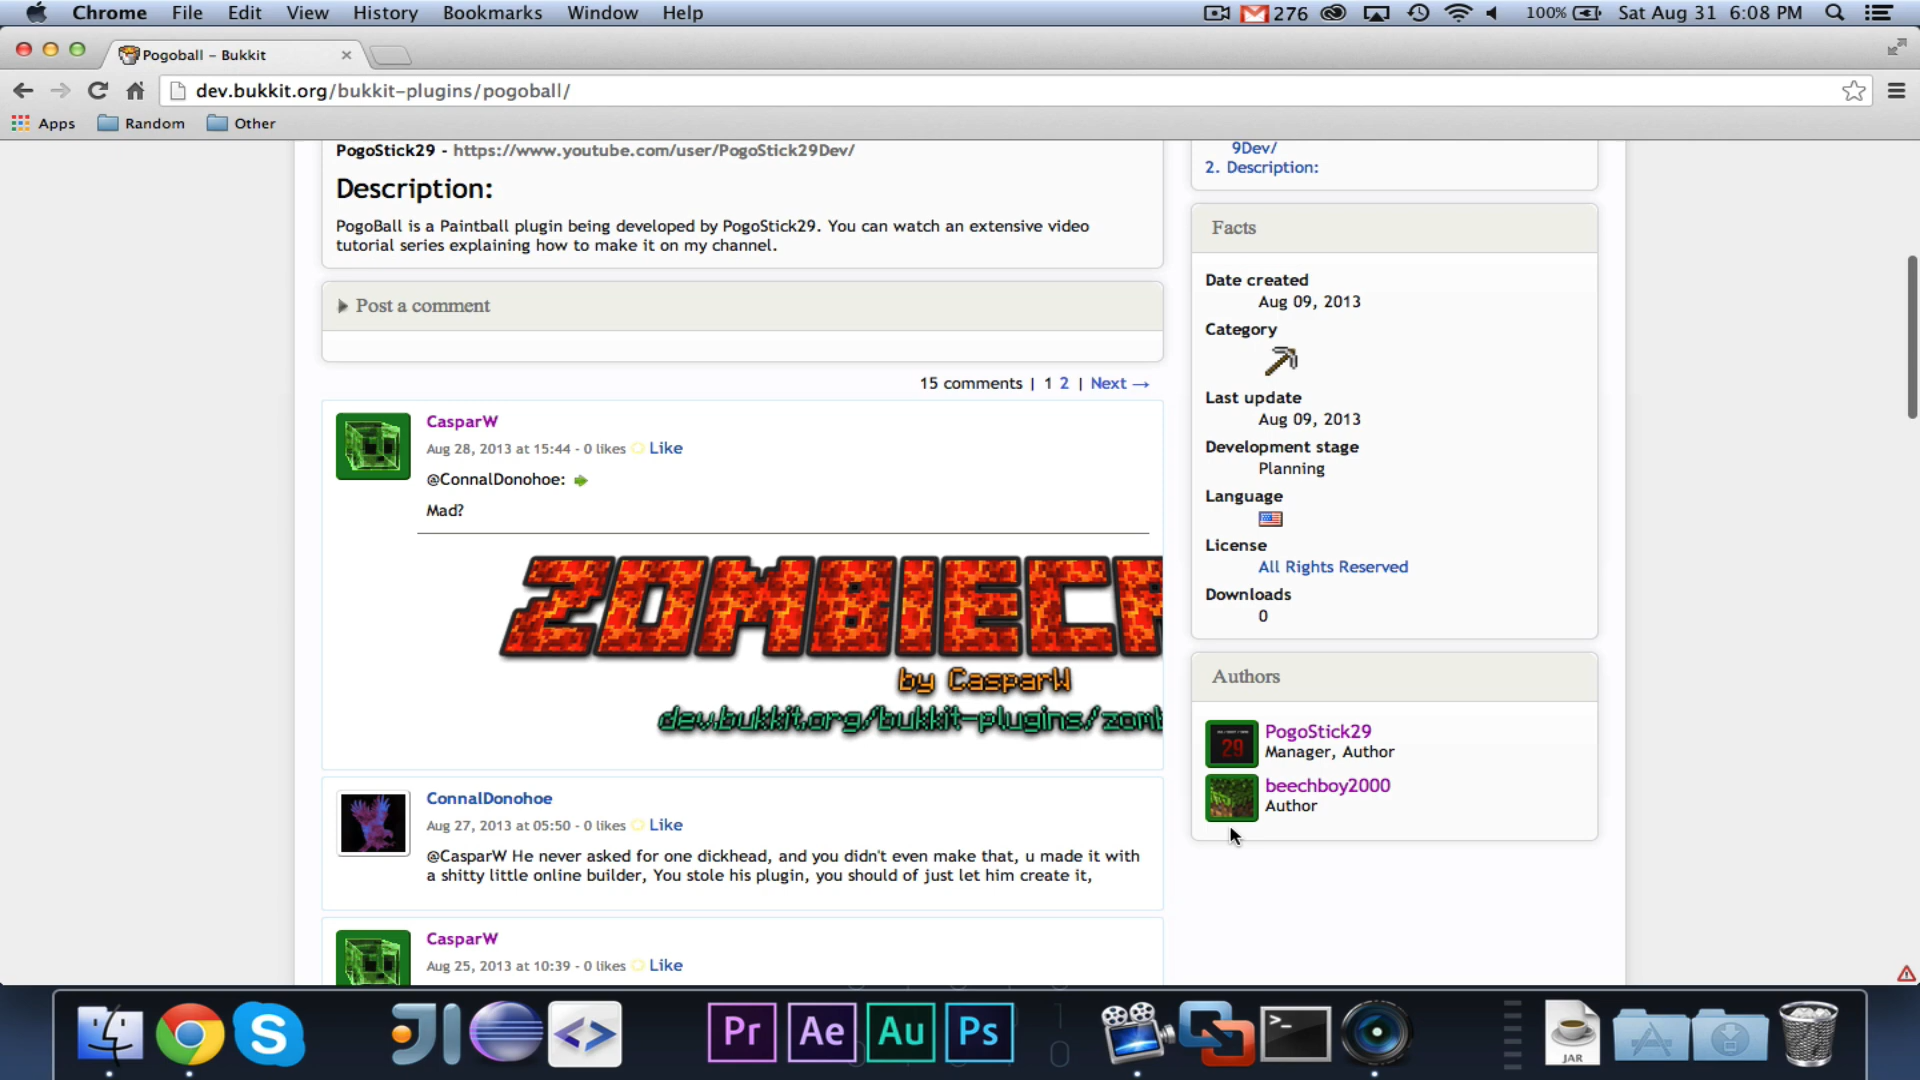 Chrome File Edit View History Bookmarks Window Help 276 100% Sat Aug 31 6:08 PM
Pogoball – Bukkit
dev.bukkit.org/bukkit-plugins/pogoball/
Apps Random Other
PogoStick29 - https://www.youtube.com/user/PogoStick29Dev/
Description:
PogoBall is a Paintball plugin being developed by PogoStick29. You can watch an extensive video
tutorial series explaining how to make it on my channel.
Post a comment
15 comments | 1 2 | Next →
CasparW
Aug 28, 2013 at 15:44 - 0 likes Like
@ConnalDonohoe:
Mad?
ZOMBIECR
by CasparW
dev.bukkit.org/bukkit-plugins/zomb
ConnalDonohoe
Aug 27, 2013 at 05:50 - 0 likes Like
@CasparW He never asked for one dickhead, and you didn't even make that, u made it with
a shitty little online builder, You stole his plugin, you should of just let him create it,
CasparW
Aug 25, 2013 at 10:39 - 0 likes Like
9Dev/
2. Description:
Facts
Date created
Aug 09, 2013
Category
Last update
Aug 09, 2013
Development stage
Planning
Language
License
All Rights Reserved
Downloads
0
Authors
29
PogoStick29
Manager, Author
beechboy2000
Author
Pr Ae Au Ps
JAR